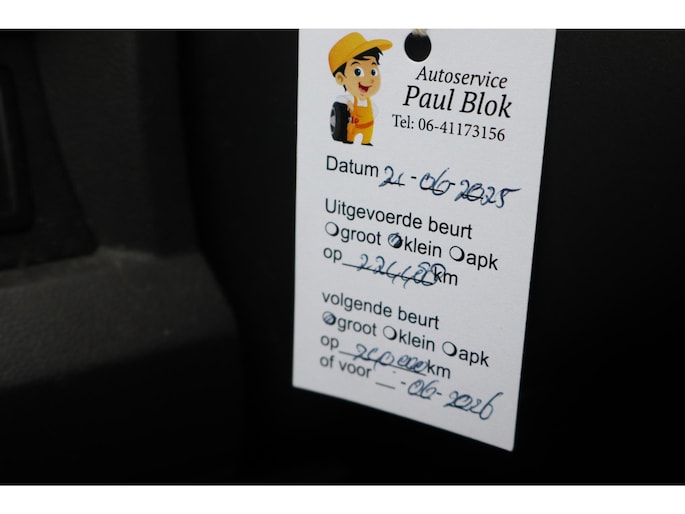 Autoservice
Paul Blok
Tel: 06-41173156
Datum 21-06-2025
Uitgevoerde beurt
groot klein apk
op km
volgende beurt
groot klein apk
op km
of voor -06-2026